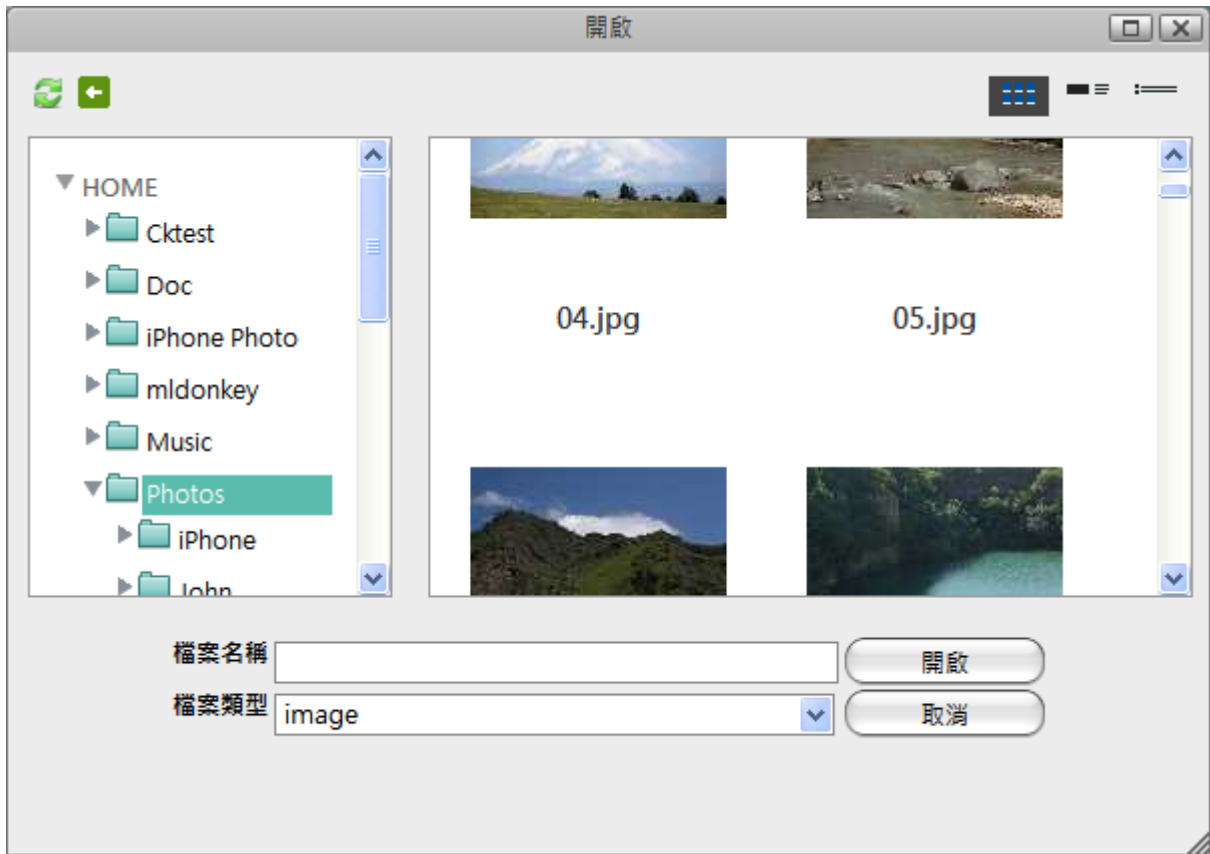 開啟
HOME
Cktest
Doc
iPhone Photo
mldonkey
Music
Photos
iPhone
John
04.jpg
05.jpg
檔案名稱
開啟
檔案類型
image
取消